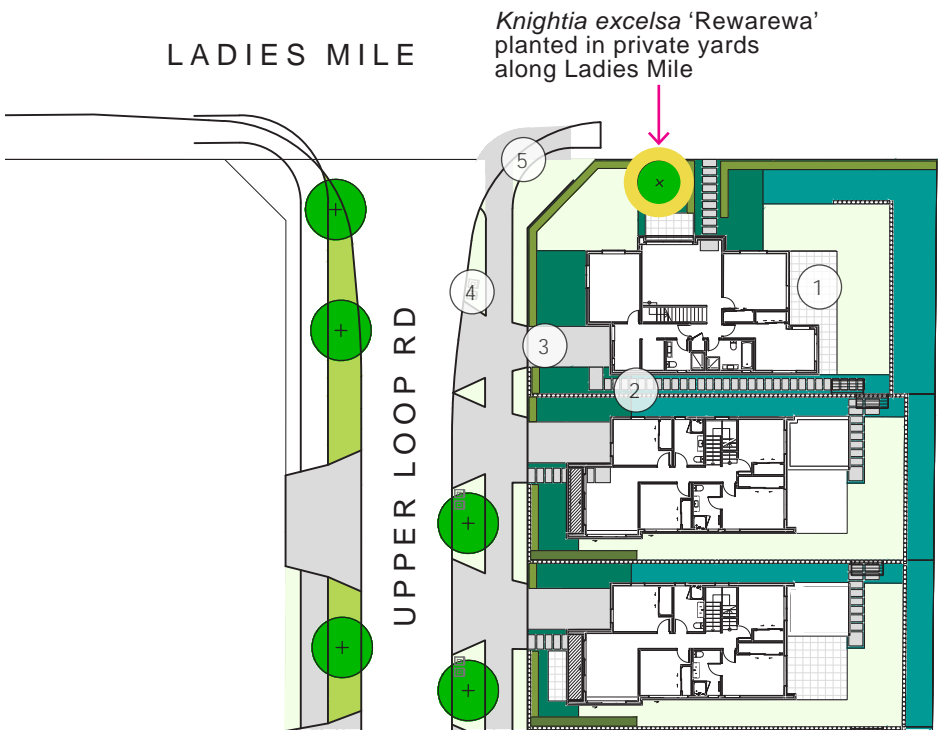 Knightia excelsa ‘Rewarewa’
planted in private yards
along Ladies Mile
LADIES MILE
5
1
4
3
2
UPPER LOOP RD